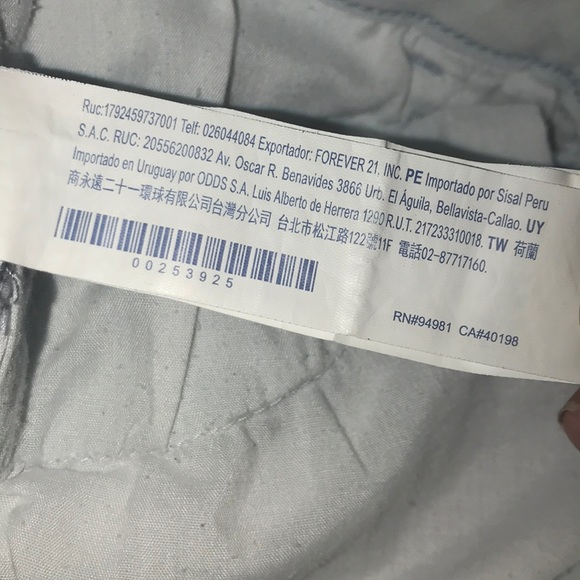 Ruc:1792459737001 Telf: 026044084 Exportador: FOREVER 21, INC. PE Importado por Sisal Peru
S.A.C. RUC: 20556200832 Av. Oscar R. Benavides 3866 Urb. El Águila, Bellavista-Callao. UY
Importado en Uruguay por ODDS S.A. Luis Alberto de Herrera 1290 R.U.T. 217233310018. TW 荷蘭
商永遠二十一環球有限公司台灣分公司 台北市松江路122號11F 電話02-87717160.
00253925
RN#94981 CA#40198